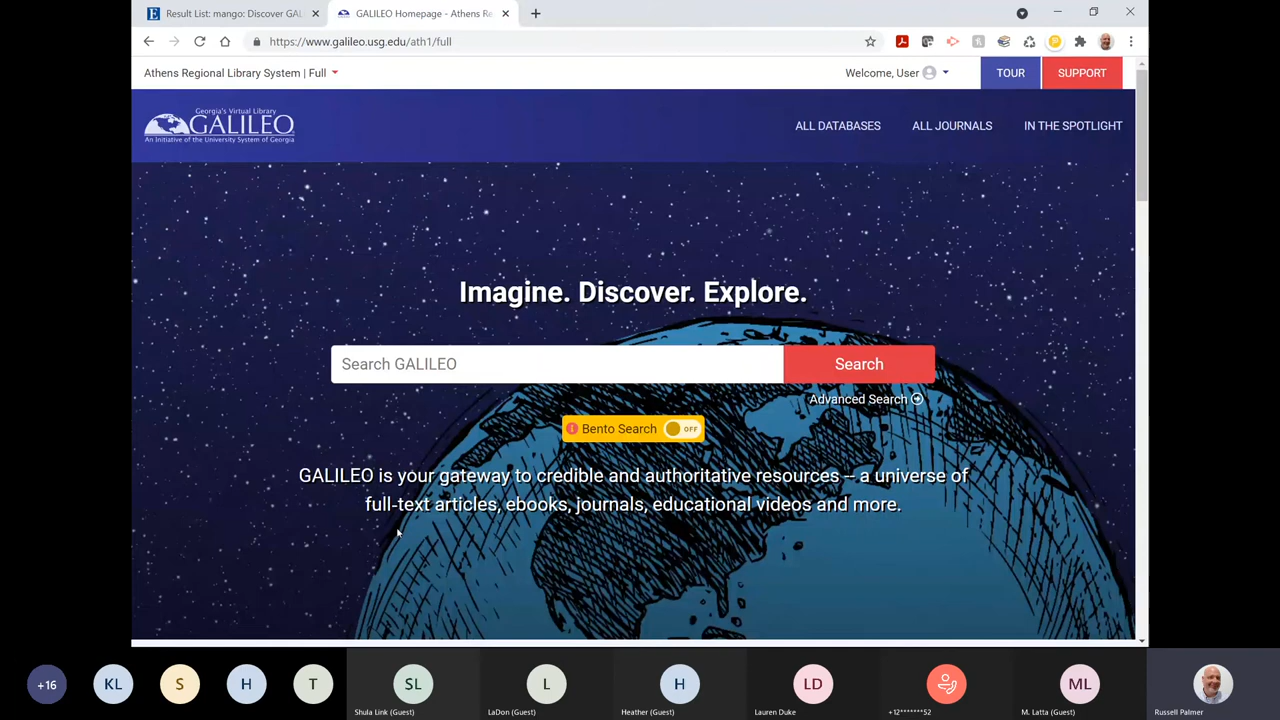 Result List: mango: Discover GAL
GALILEO Homepage - Athens Re
https://www.galileo.usg.edu/ath1/full
Athens Regional Library System | Full
Welcome, User
TOUR
SUPPORT
Georgia's Virtual Library
GALILEO
An Initiative of the University System of Georgia
ALL DATABASES
ALL JOURNALS
IN THE SPOTLIGHT
Imagine. Discover. Explore.
Search GALILEO
Search
Advanced Search
Bento Search
OFF
GALILEO is your gateway to credible and authoritative resources -- a universe of
full-text articles, ebooks, journals, educational videos and more.
+16
KL
S
H
T
SL
L
H
LD
ML
Shula Link (Guest)
LaDon (Guest)
Heather (Guest)
Lauren Duke
+12*******52
M. Latta (Guest)
Russell Palmer